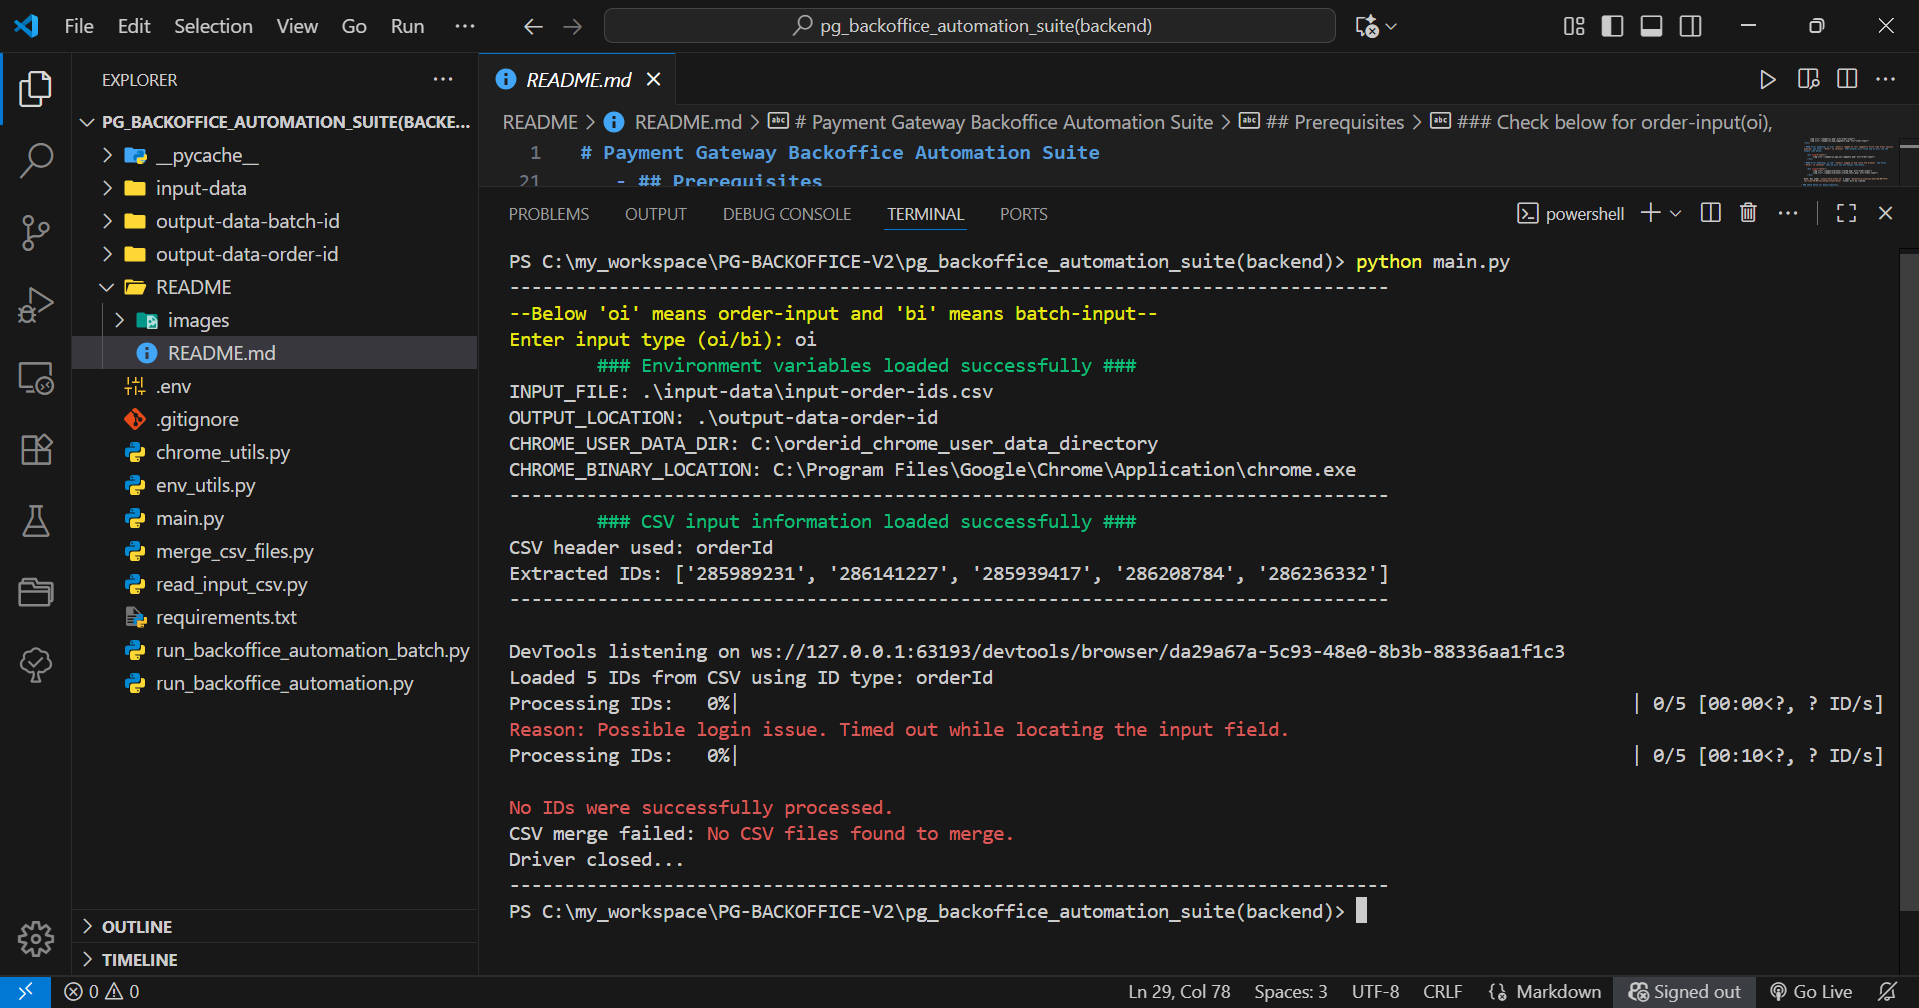 File Edit Selection View Go Run ···
pg_backoffice_automation_suite(backend)
EXPLORER
PG_BACKOFFICE_AUTOMATION_SUITE(BACKE...
__pycache__
input-data
output-data-batch-id
output-data-order-id
README
images
README.md
.env
.gitignore
chrome_utils.py
env_utils.py
main.py
merge_csv_files.py
read_input_csv.py
requirements.txt
run_backoffice_automation_batch.py
run_backoffice_automation.py
OUTLINE
TIMELINE
README.md
README > README.md > # Payment Gateway Backoffice Automation Suite > ## Prerequisites > ### Check below for order-input(oi),
1 # Payment Gateway Backoffice Automation Suite
21 - ## Prerequisites
PROBLEMS OUTPUT DEBUG CONSOLE TERMINAL PORTS
powershell
PS C:\my_workspace\PG-BACKOFFICE-V2\pg_backoffice_automation_suite(backend)> python main.py
--------------------------------------------------------------------------------
--Below 'oi' means order-input and 'bi' means batch-input--
Enter input type (oi/bi): oi
### Environment variables loaded successfully ###
INPUT_FILE: .\input-data\input-order-ids.csv
OUTPUT_LOCATION: .\output-data-order-id
CHROME_USER_DATA_DIR: C:\orderid_chrome_user_data_directory
CHROME_BINARY_LOCATION: C:\Program Files\Google\Chrome\Application\chrome.exe
--------------------------------------------------------------------------------
### CSV input information loaded successfully ###
CSV header used: orderId
Extracted IDs: ['285989231', '286141227', '285939417', '286208784', '286236332']
--------------------------------------------------------------------------------
DevTools listening on ws://127.0.0.1:63193/devtools/browser/da29a67a-5c93-48e0-8b3b-88336aa1f1c3
Loaded 5 IDs from CSV using ID type: orderId
Processing IDs: 0%| | 0/5 [00:00<?, ? ID/s]
Reason: Possible login issue. Timed out while locating the input field.
Processing IDs: 0%| | 0/5 [00:10<?, ? ID/s]
No IDs were successfully processed.
CSV merge failed: No CSV files found to merge.
Driver closed...
--------------------------------------------------------------------------------
PS C:\my_workspace\PG-BACKOFFICE-V2\pg_backoffice_automation_suite(backend)>
0 0 Ln 29, Col 78 Spaces: 3 UTF-8 CRLF Markdown Signed out Go Live